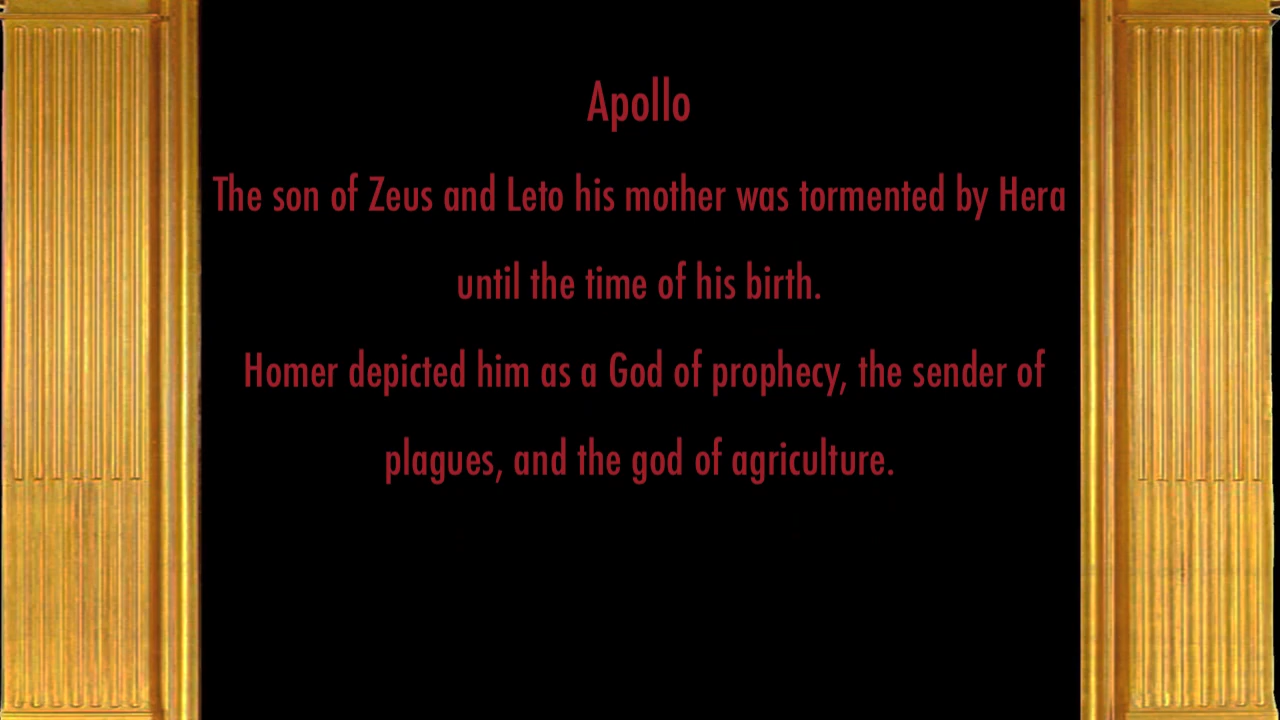 Apollo
The son of Zeus and Leto his mother was tormented by Hera
until the time of his birth.
Homer depicted him as a God of prophecy, the sender of
plagues, and the god of agriculture.